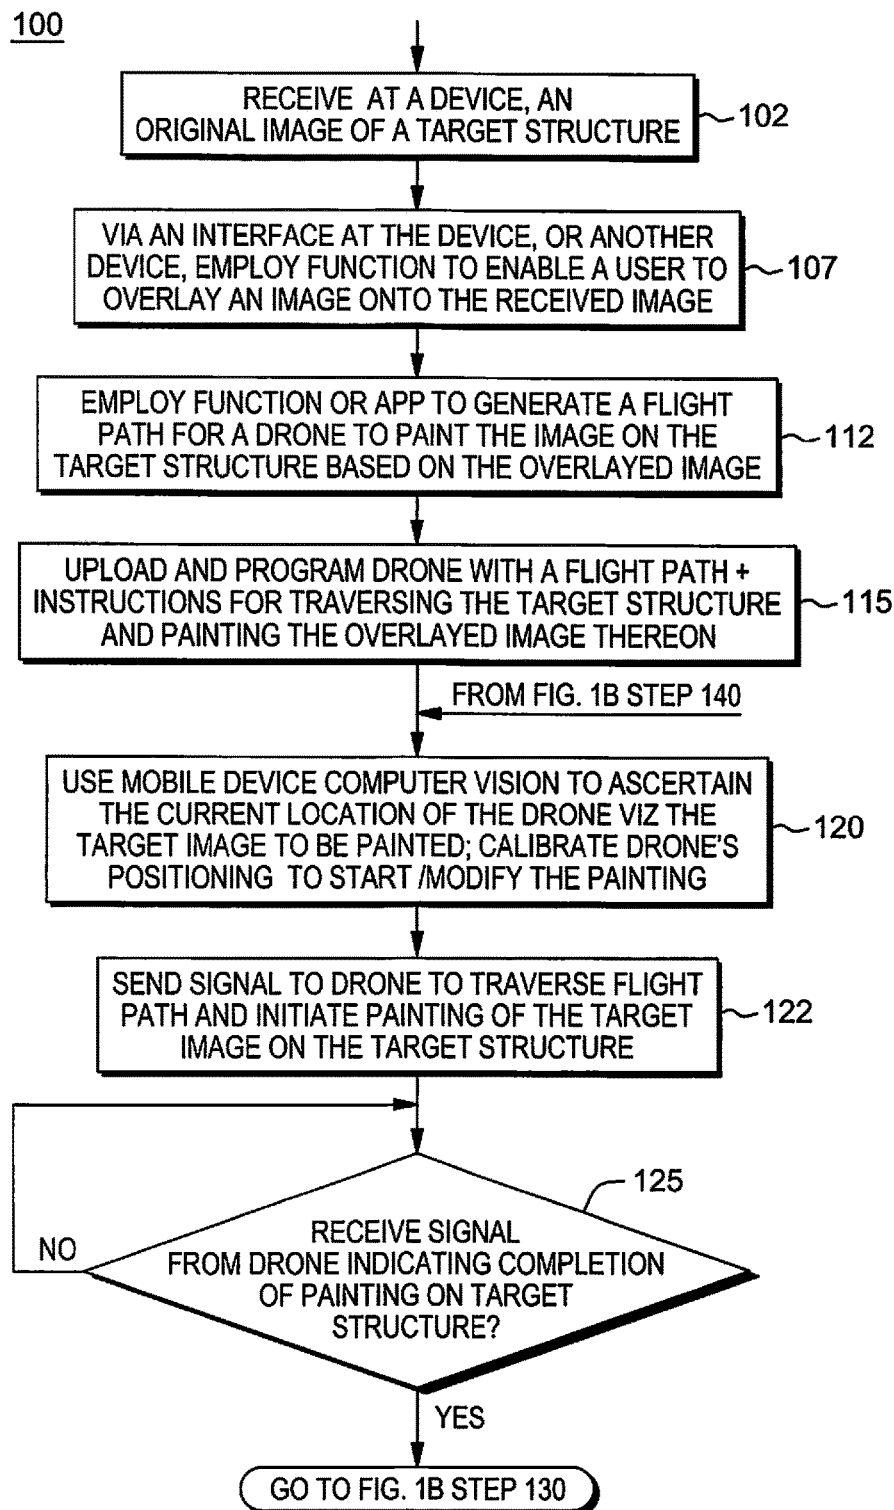 100
RECEIVE AT A DEVICE, AN
ORIGINAL IMAGE OF A TARGET STRUCTURE
102
VIA AN INTERFACE AT THE DEVICE, OR ANOTHER
DEVICE, EMPLOY FUNCTION TO ENABLE A USER TO
OVERLAY AN IMAGE ONTO THE RECEIVED IMAGE
107
EMPLOY FUNCTION OR APP TO GENERATE A FLIGHT
PATH FOR A DRONE TO PAINT THE IMAGE ON THE
TARGET STRUCTURE BASED ON THE OVERLAYED IMAGE
112
UPLOAD AND PROGRAM DRONE WITH A FLIGHT PATH +
INSTRUCTIONS FOR TRAVERSING THE TARGET STRUCTURE
AND PAINTING THE OVERLAYED IMAGE THEREON
115
FROM FIG. 1B STEP 140
USE MOBILE DEVICE COMPUTER VISION TO ASCERTAIN
THE CURRENT LOCATION OF THE DRONE VIZ THE
TARGET IMAGE TO BE PAINTED; CALIBRATE DRONE'S
POSITIONING TO START /MODIFY THE PAINTING
120
SEND SIGNAL TO DRONE TO TRAVERSE FLIGHT
PATH AND INITIATE PAINTING OF THE TARGET
IMAGE ON THE TARGET STRUCTURE
122
125
RECEIVE SIGNAL
FROM DRONE INDICATING COMPLETION
OF PAINTING ON TARGET
STRUCTURE?
NO
YES
GO TO FIG. 1B STEP 130